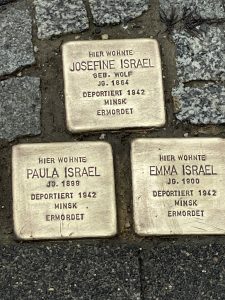 HIER WOHNTE
JOSEFINE ISRAEL
GEB. WOLF
JG. 1864
DEPORTIERT 1942
MINSK
ERMORDET
HIER WOHNTE
PAULA ISRAEL
JG. 1899
DEPORTIERT 1942
MINSK
ERMORDET
HIER WOHNTE
EMMA ISRAEL
JG. 1900
DEPORTIERT 1942
MINSK
ERMORDET